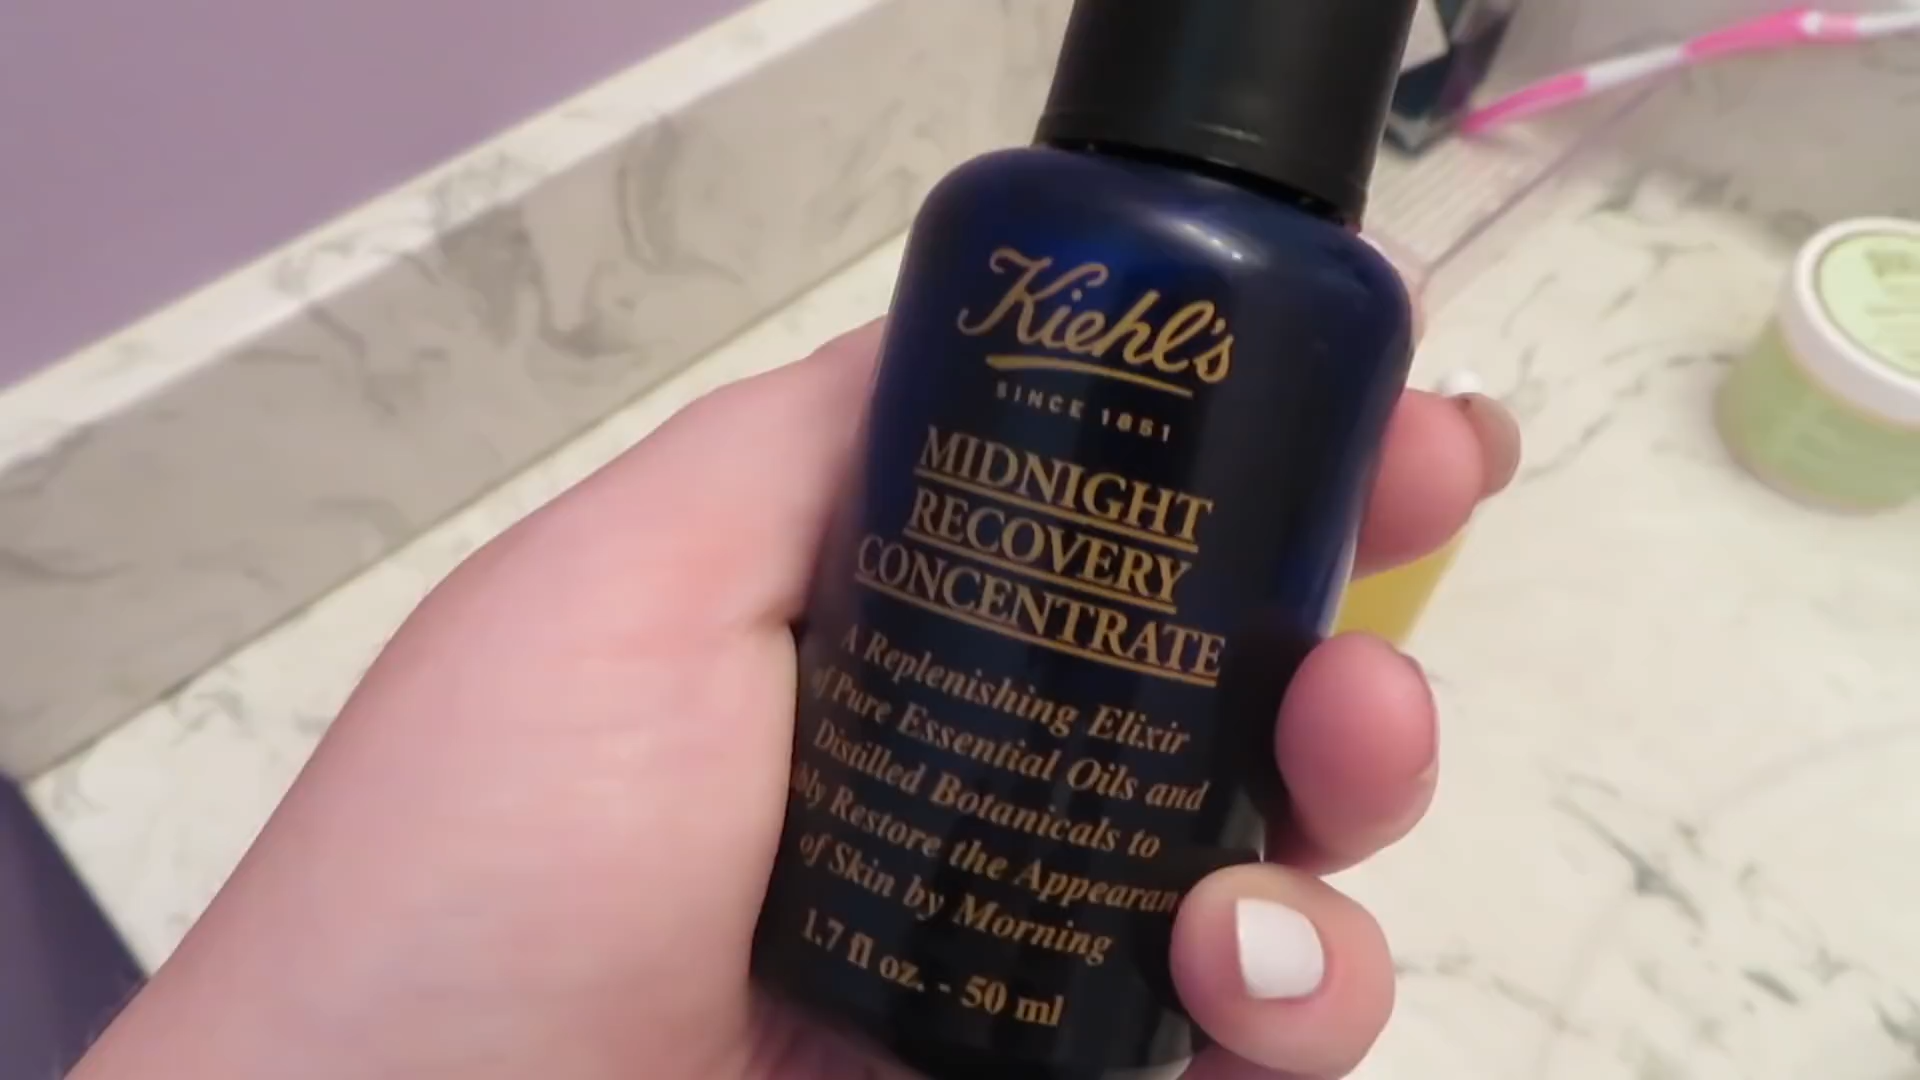 Kiehl's
SINCE 1851
MIDNIGHT
RECOVERY
CONCENTRATE
A Replenishing Elixir
of Pure Essential Oils and
Distilled Botanicals to
Restore the
of Skin by Morning
1.7 fl oz. - 50 ml